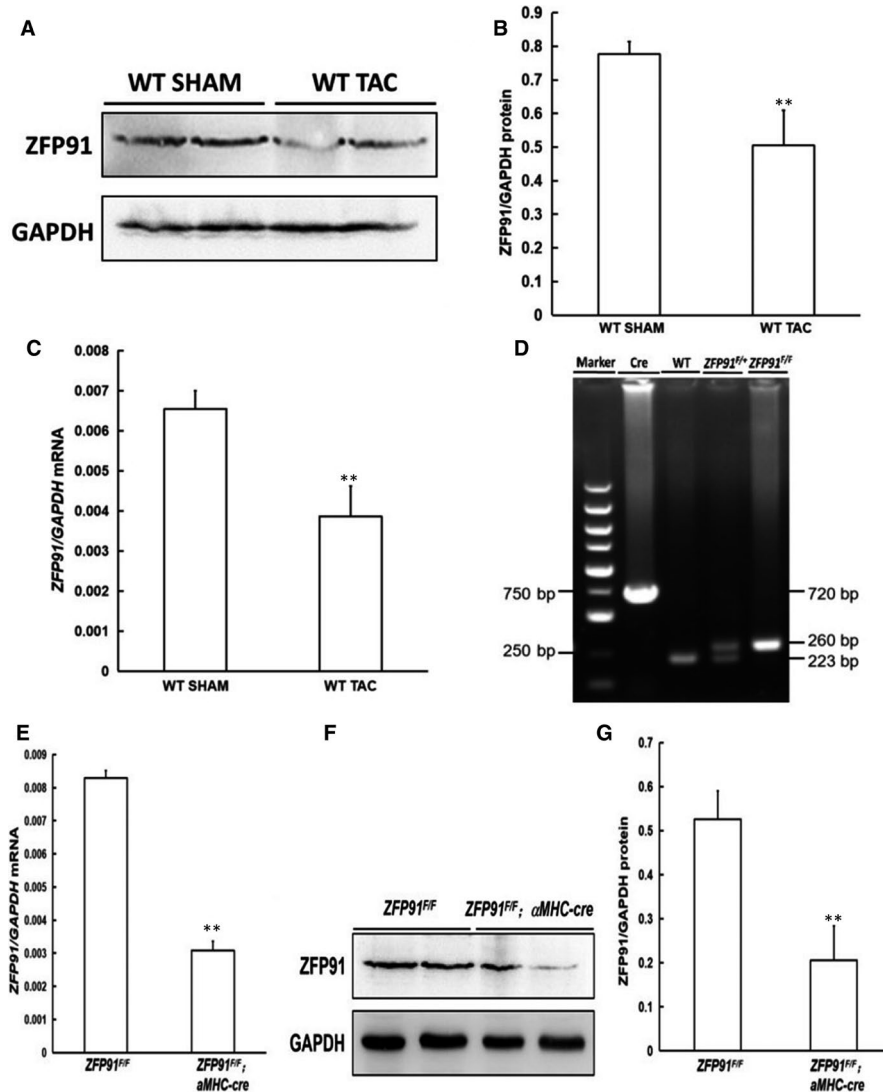 A
WT SHAM WT TAC
ZFP91
GAPDH
B
ZFP91/GAPDH protein
0.9
0.8
0.7
0.6
0.5
0.4
0.3
0.2
0.1
0
**
WT SHAM WT TAC
C
ZFP91/GAPDH mRNA
0.008
0.007
0.006
0.005
0.004
0.003
0.002
0.001
0
**
WT SHAM WT TAC
D
Marker Cre WT ZFP91F/+ ZFP91F/F
750 bp 720 bp
260 bp
250 bp
223 bp
E
ZFP91/GAPDH mRNA
0.009
0.008
0.007
0.006
0.005
0.004
0.003
0.002
0.001
0
**
ZFP91F/F ZFP91F/F;
aMHC-cre
F
ZFP91F/F ZFP91F/F; αMHC-cre
ZFP91
GAPDH
G
ZFP91/GAPDH protein
0.7
0.6
0.5
0.4
0.3
0.2
0.1
0
**
ZFP91F/F ZFP91F/F;
aMHC-cre